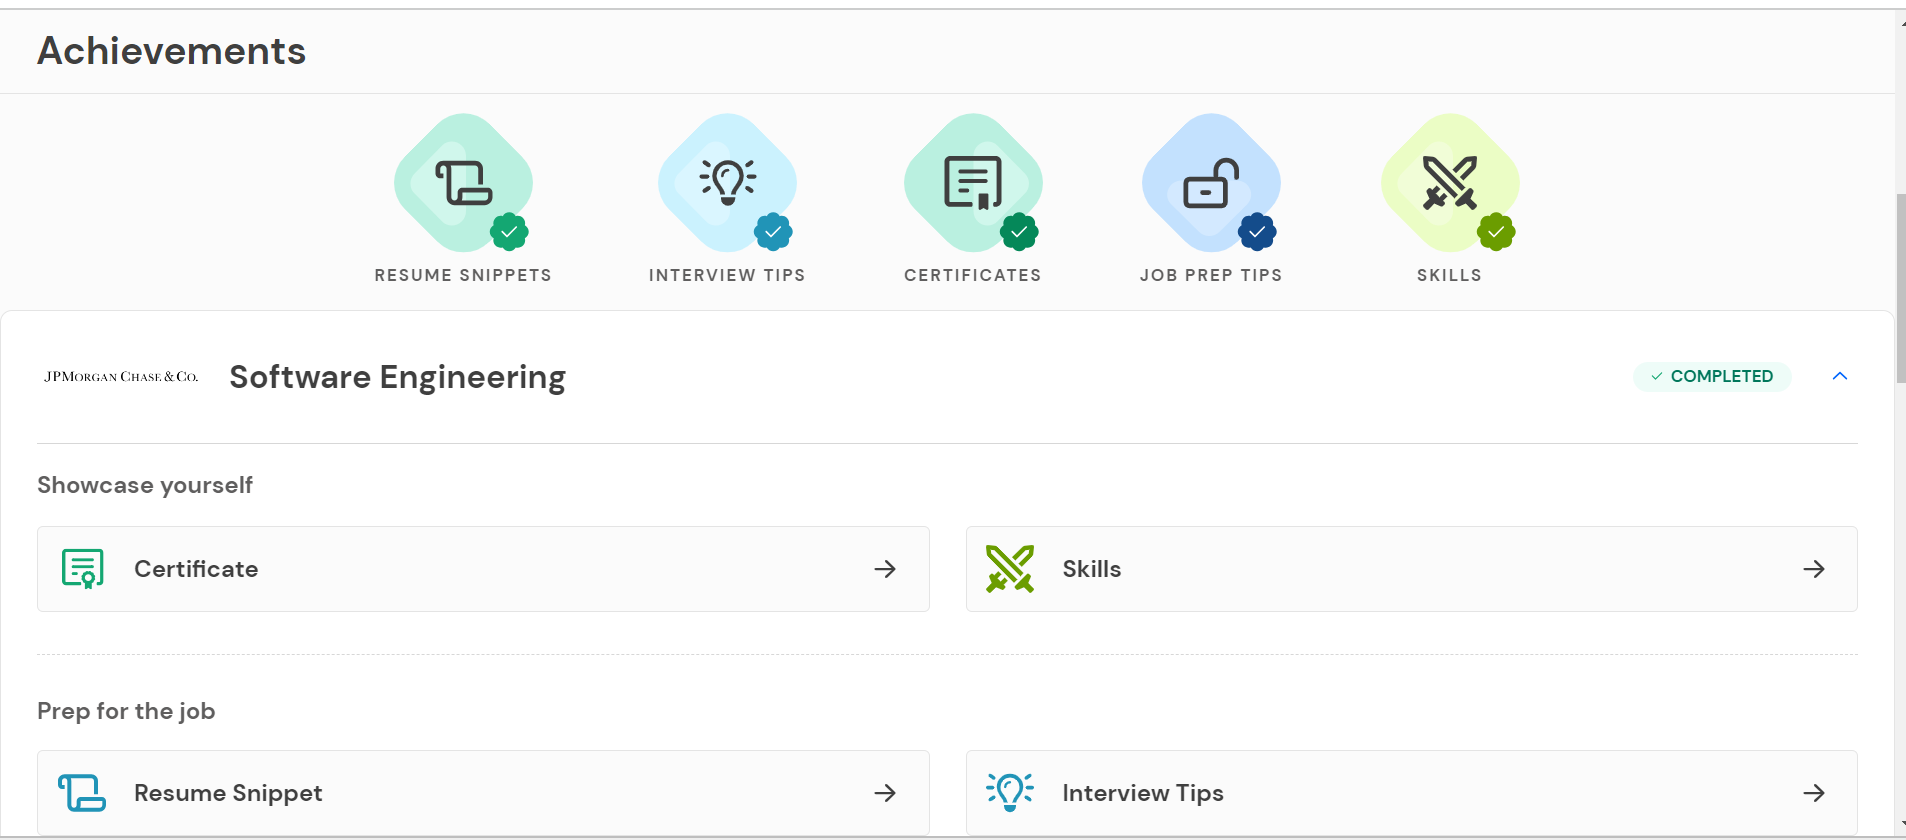 Achievements
RESUME SNIPPETS
INTERVIEW TIPS
CERTIFICATES
JOB PREP TIPS
SKILLS
JPMORGAN CHASE & CO.
Software Engineering
COMPLETED
Showcase yourself
Certificate
Skills
Prep for the job
Resume Snippet
Interview Tips